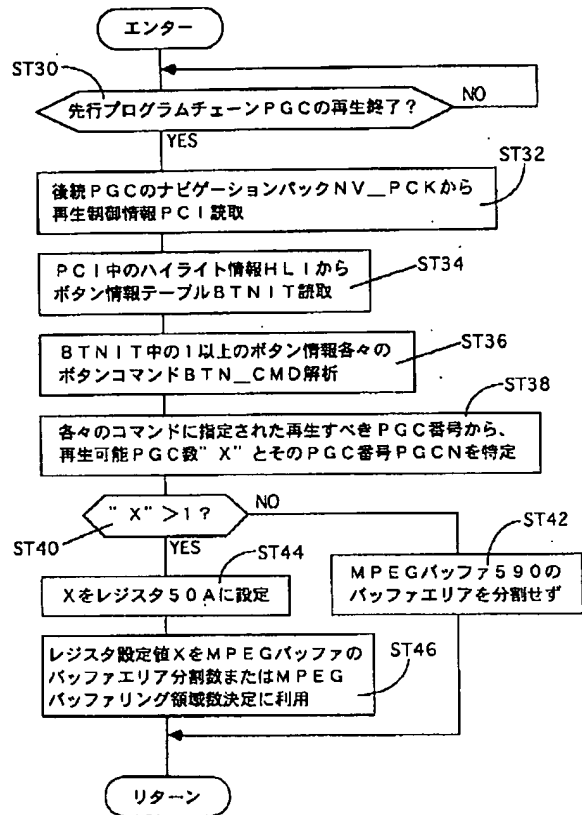 エンター
ST30
先行プログラムチェーンPGCの再生終了?
NO
YES
ST32
後続PGCのナビゲーションパックNV__PCKから
再生制御情報PCI読取
ST34
PCI中のハイライト情報HLIから
ボタン情報テーブルBTNIT読取
ST36
BTNIT中の1以上のボタン情報各々の
ボタンコマンドBTN__CMD解析
ST38
各々のコマンドに指定された再生すべきPGC番号から、
再生可能PGC数"X"とそのPGC番号PGCNを特定
"X">1?
NO
ST40
YES
ST44
ST42
Xをレジスタ50Aに設定
MPEGバッファ590の
バッファエリアを分割せず
レジスタ設定値XをMPEGバッファの
バッファエリア分割数またはMPEG
バッファリング領域数決定に利用
ST46
リターン